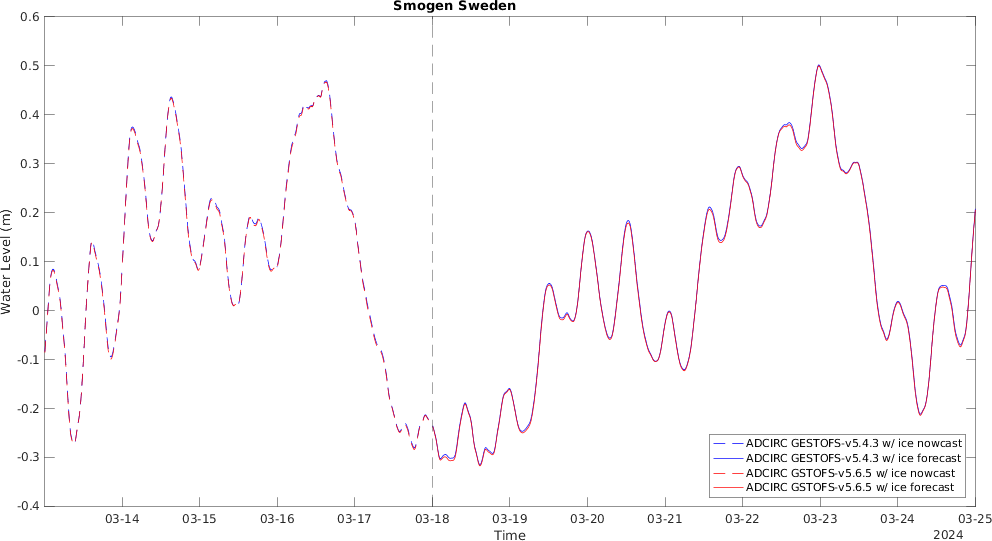 Smogen Sweden
0.6
0.5
0.4
0.3
0.2
0.1
0
-0.1
-0.2
-0.3
-0.4
Water Level (m)
ADCIRC GESTOFS-v5.4.3 w/ ice nowcast
ADCIRC GESTOFS-v5.4.3 w/ ice forecast
ADCIRC GSTOFS-v5.6.5 w/ ice nowcast
ADCIRC GSTOFS-v5.6.5 w/ ice forecast
03-14 03-15 03-16 03-17 03-18 03-19 03-20 03-21 03-22 03-23 03-24 03-25
Time
2024